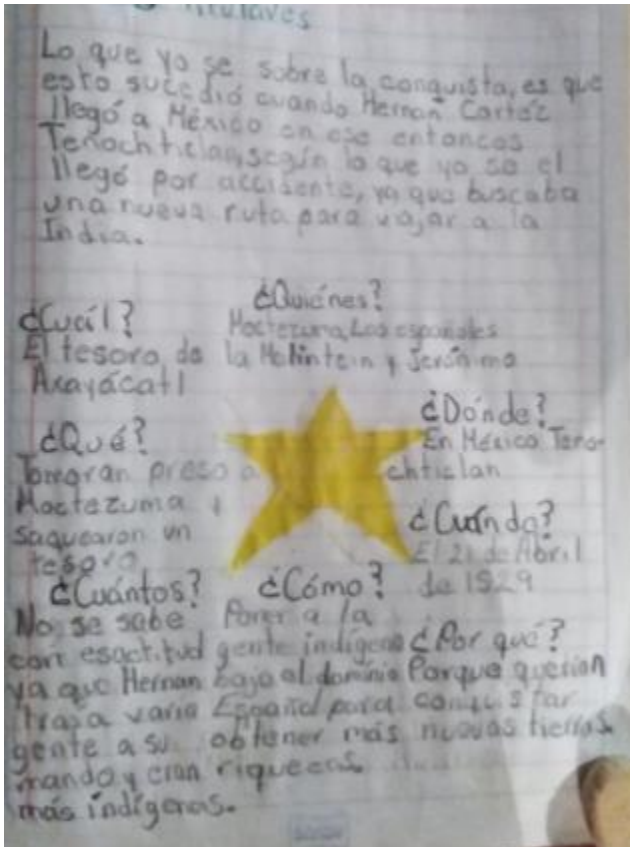 Lo que yo se sobre la conquista, es que
esto sucedió cuando Hernan Cortéz
llegó a México en ese entonces
Tenochticlan, según lo que yo se el
llegó por accidente, ya que buscaba
una nueva ruta para viajar a la
India.
¿Quiénes?
Moctezuma, Los españoles
la y Jerónimo
¿Cuál?
El tesoro de
Axayácatl
¿Dónde?
En México Teno-
chticlan
¿Qué?
Tomaron preso a
Moctezuma y
saquearon un
tesoro
¿Cuándo?
El 21 de Abril
de 1529
¿Cuántos?
No se sabe
con esactitud
ya que Hernan
traia varia
gente a su
mando y eran
más indígenas.
¿Cómo?
Poner a la
gente indígena
bajo el dominio
Español para
obtener más
riquezas.
¿Por qué?
Porque querian
conquistar
nuevas tierras.